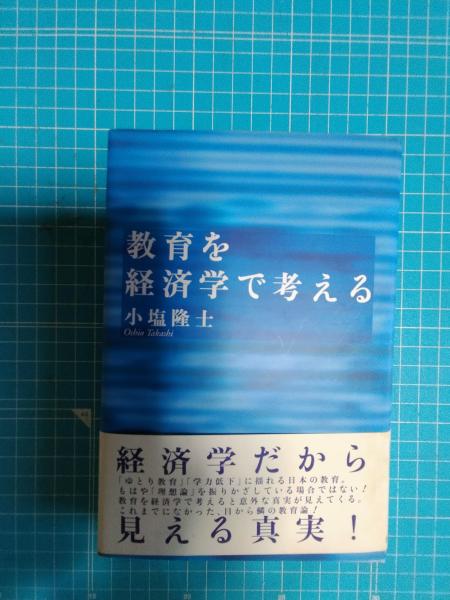 教育を
経済学で考える
小塩隆士
Oshio Takashi
経済学だから
「ゆとり教育」「学力低下」に揺れる日本の教育。
もはや「理想論」を振りかざしている場合ではない!
教育を経済学で考えると意外な真実が見えてくる。
これまでになかった、目から鱗の教育論!
見える真実!